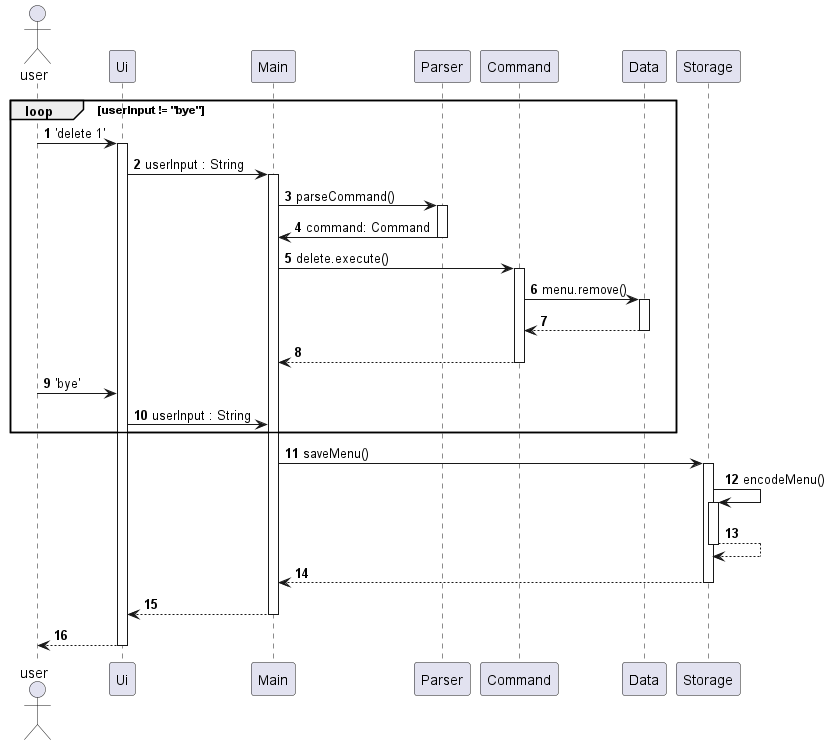 user
Ui
Main
Parser
Command
Data
Storage
loop [userInput != "bye"]
1 'delete 1'
2 userInput : String
3 parseCommand()
4 command: Command
5 delete.execute()
6 menu.remove()
7
8
9 'bye'
10 userInput : String
11 saveMenu()
12 encodeMenu()
13
14
15
16
user
Ui
Main
Parser
Command
Data
Storage